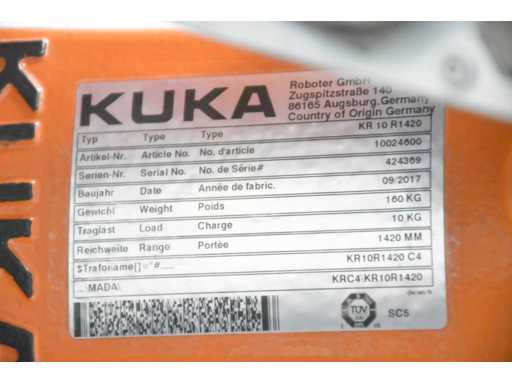 KUKA
KUKA
Roboter GmbH
Zugspitzstraße 140
86165 Augsburg, Germany
Country of Origin Germany
Typ Type Type KR 10 R1420
Artikel-Nr. Article No. No. d'article 10024600
Serien-Nr. Serial No. No. de Série# 424369
Baujahr Date Année de fabric. 09/2017
Gewicht Weight Poids 160 KG
Traglast Load Charge 10 KG
Reichweite Range Portée 1420 MM
$Trafoname[]="#..... KR10R1420 C4
...\MADA\ KRC4\KR10R1420
TÜV
SC5